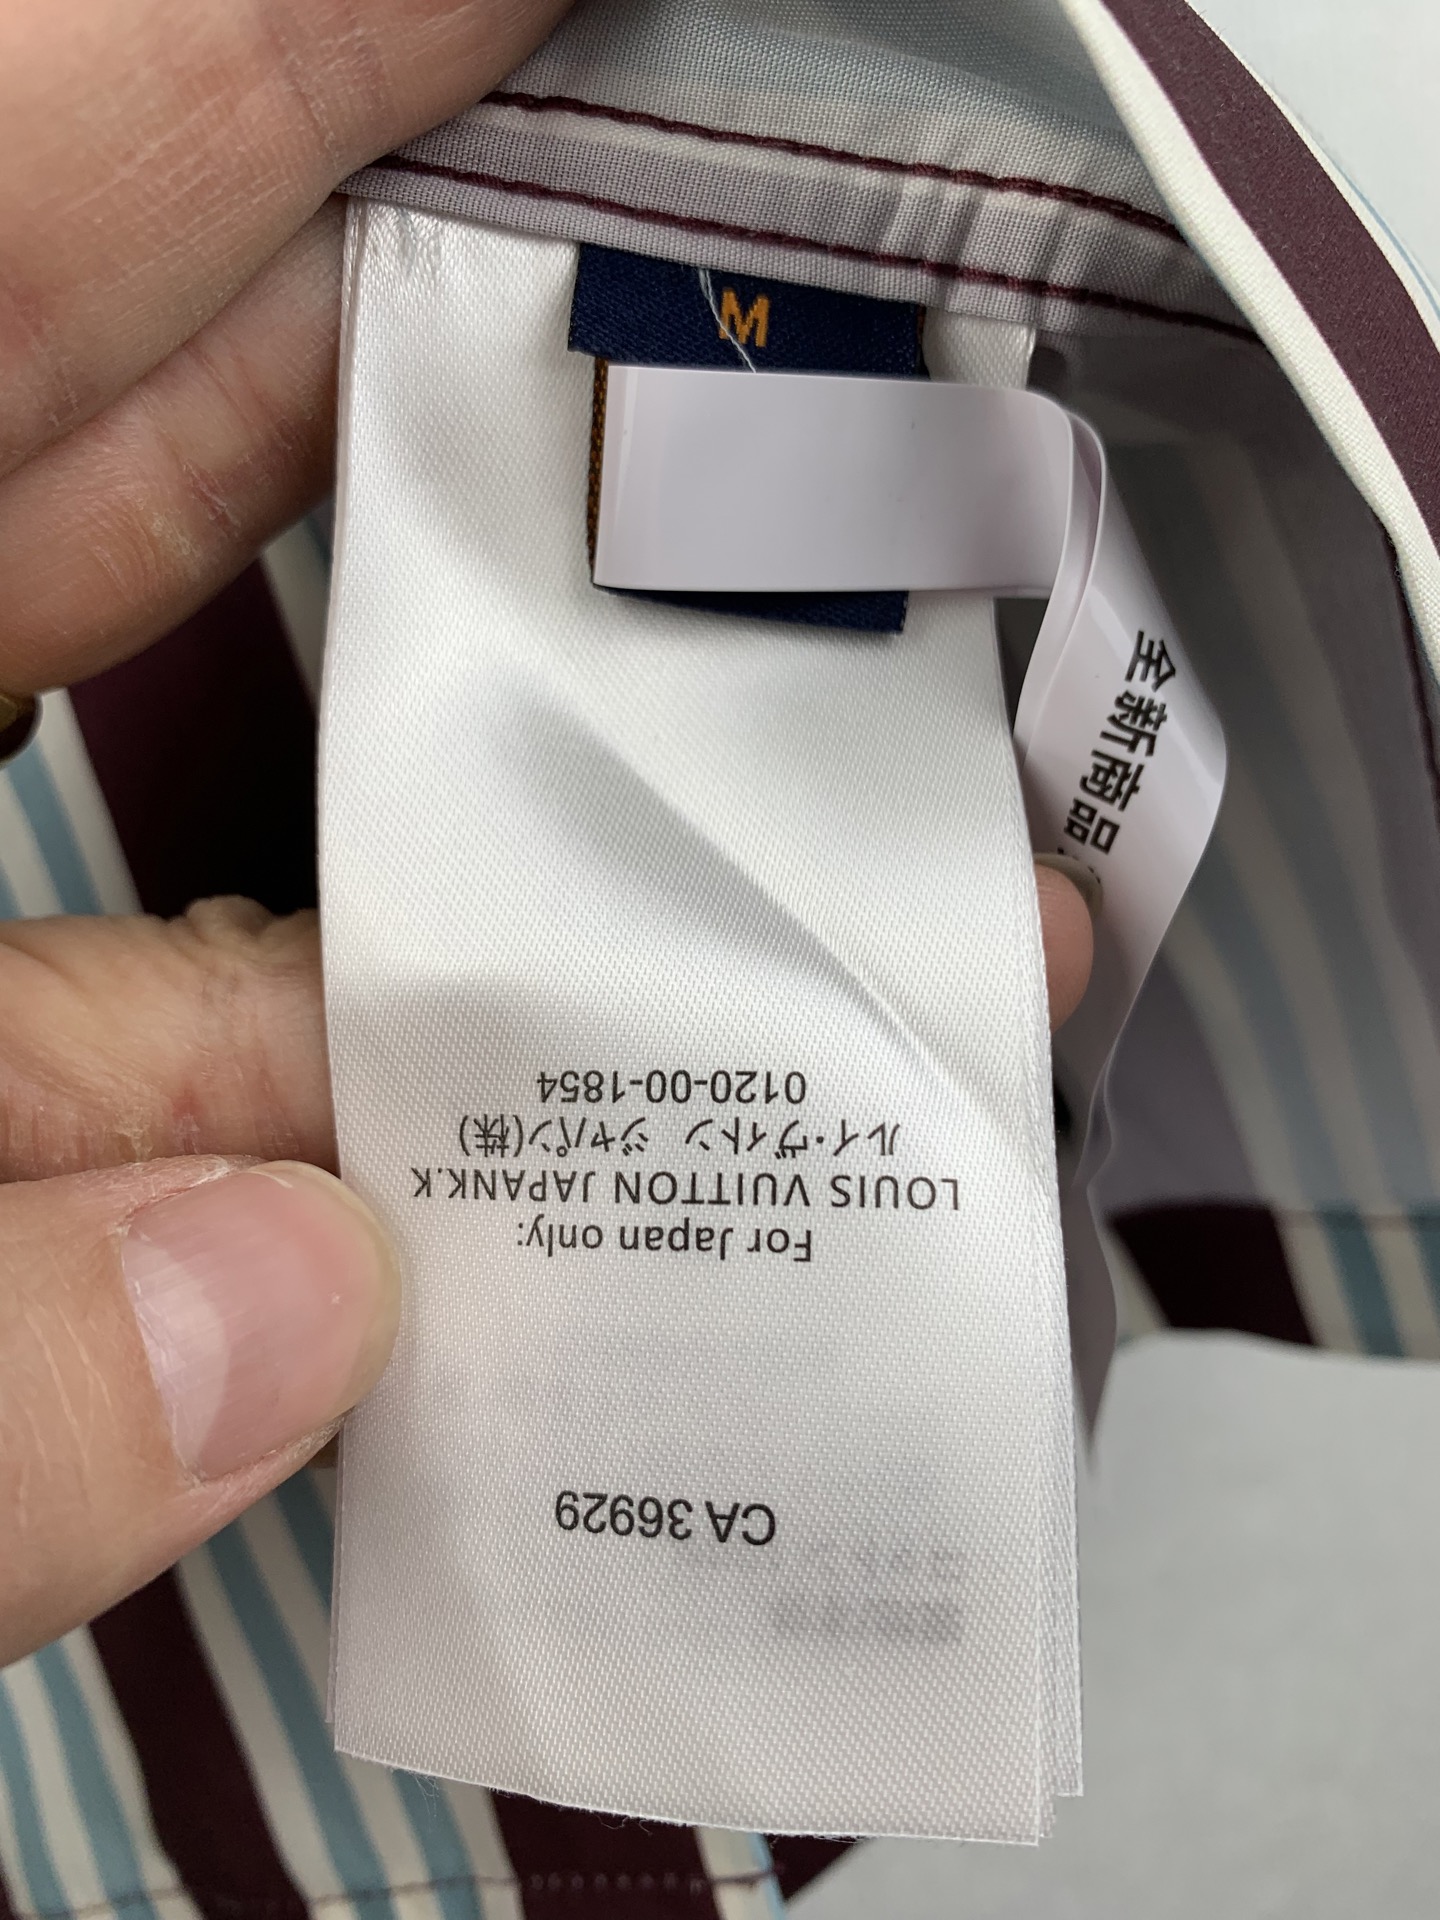 M
全新商品
For Japan only:
LOUIS VUITTON JAPANK.K
ルイ・ヴィトン ジャパン(株)
0120-00-1854
CA 36929